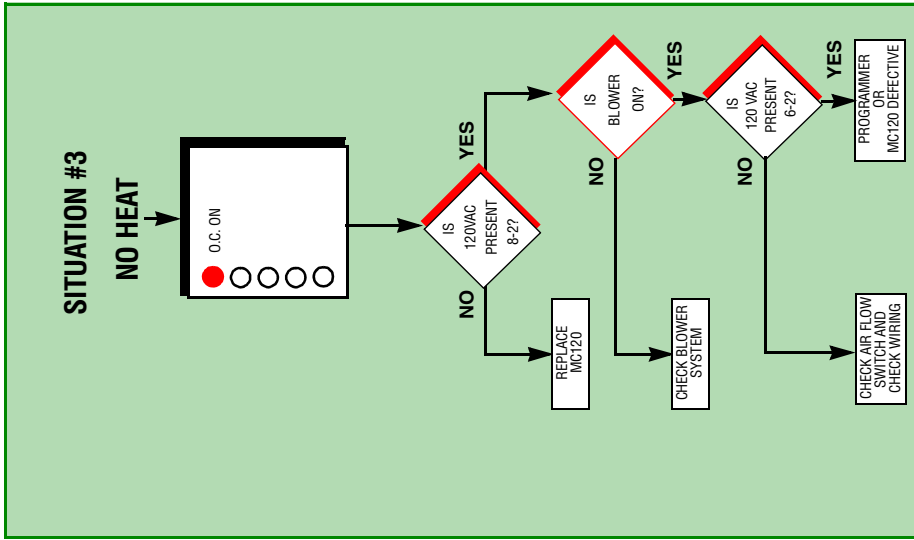 SITUATION #3
NO HEAT
O.C. ON
IS
120VAC
PRESENT
8-2?
NO
YES
REPLACE
MC120
IS
BLOWER
ON?
NO
YES
CHECK BLOWER
SYSTEM
IS
120 VAC
PRESENT
6-2?
NO
YES
CHECK AIR FLOW
SWITCH AND
CHECK WIRING
PROGRAMMER
OR
MC120 DEFECTIVE